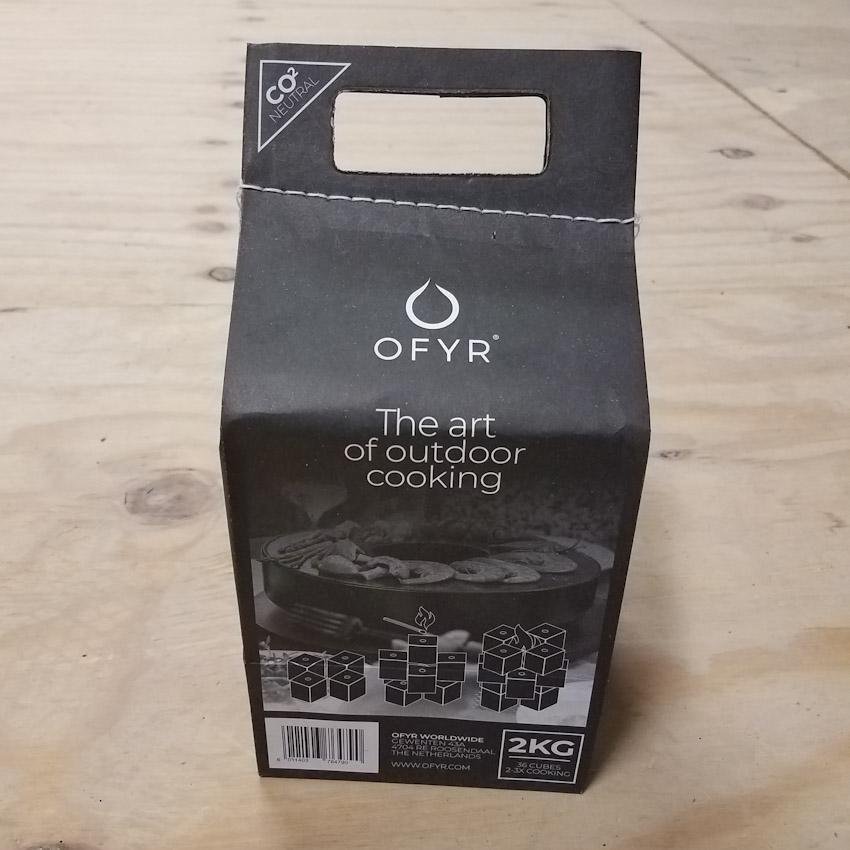 CO²
NEUTRAL
OFYR®
The art
of outdoor
cooking
OFYR WORLDWIDE
GEWENTEN 43A
4704 RE ROOSENDAAL
THE NETHERLANDS
WWW.OFYR.COM
2KG
36 CUBES
2-3X COOKING